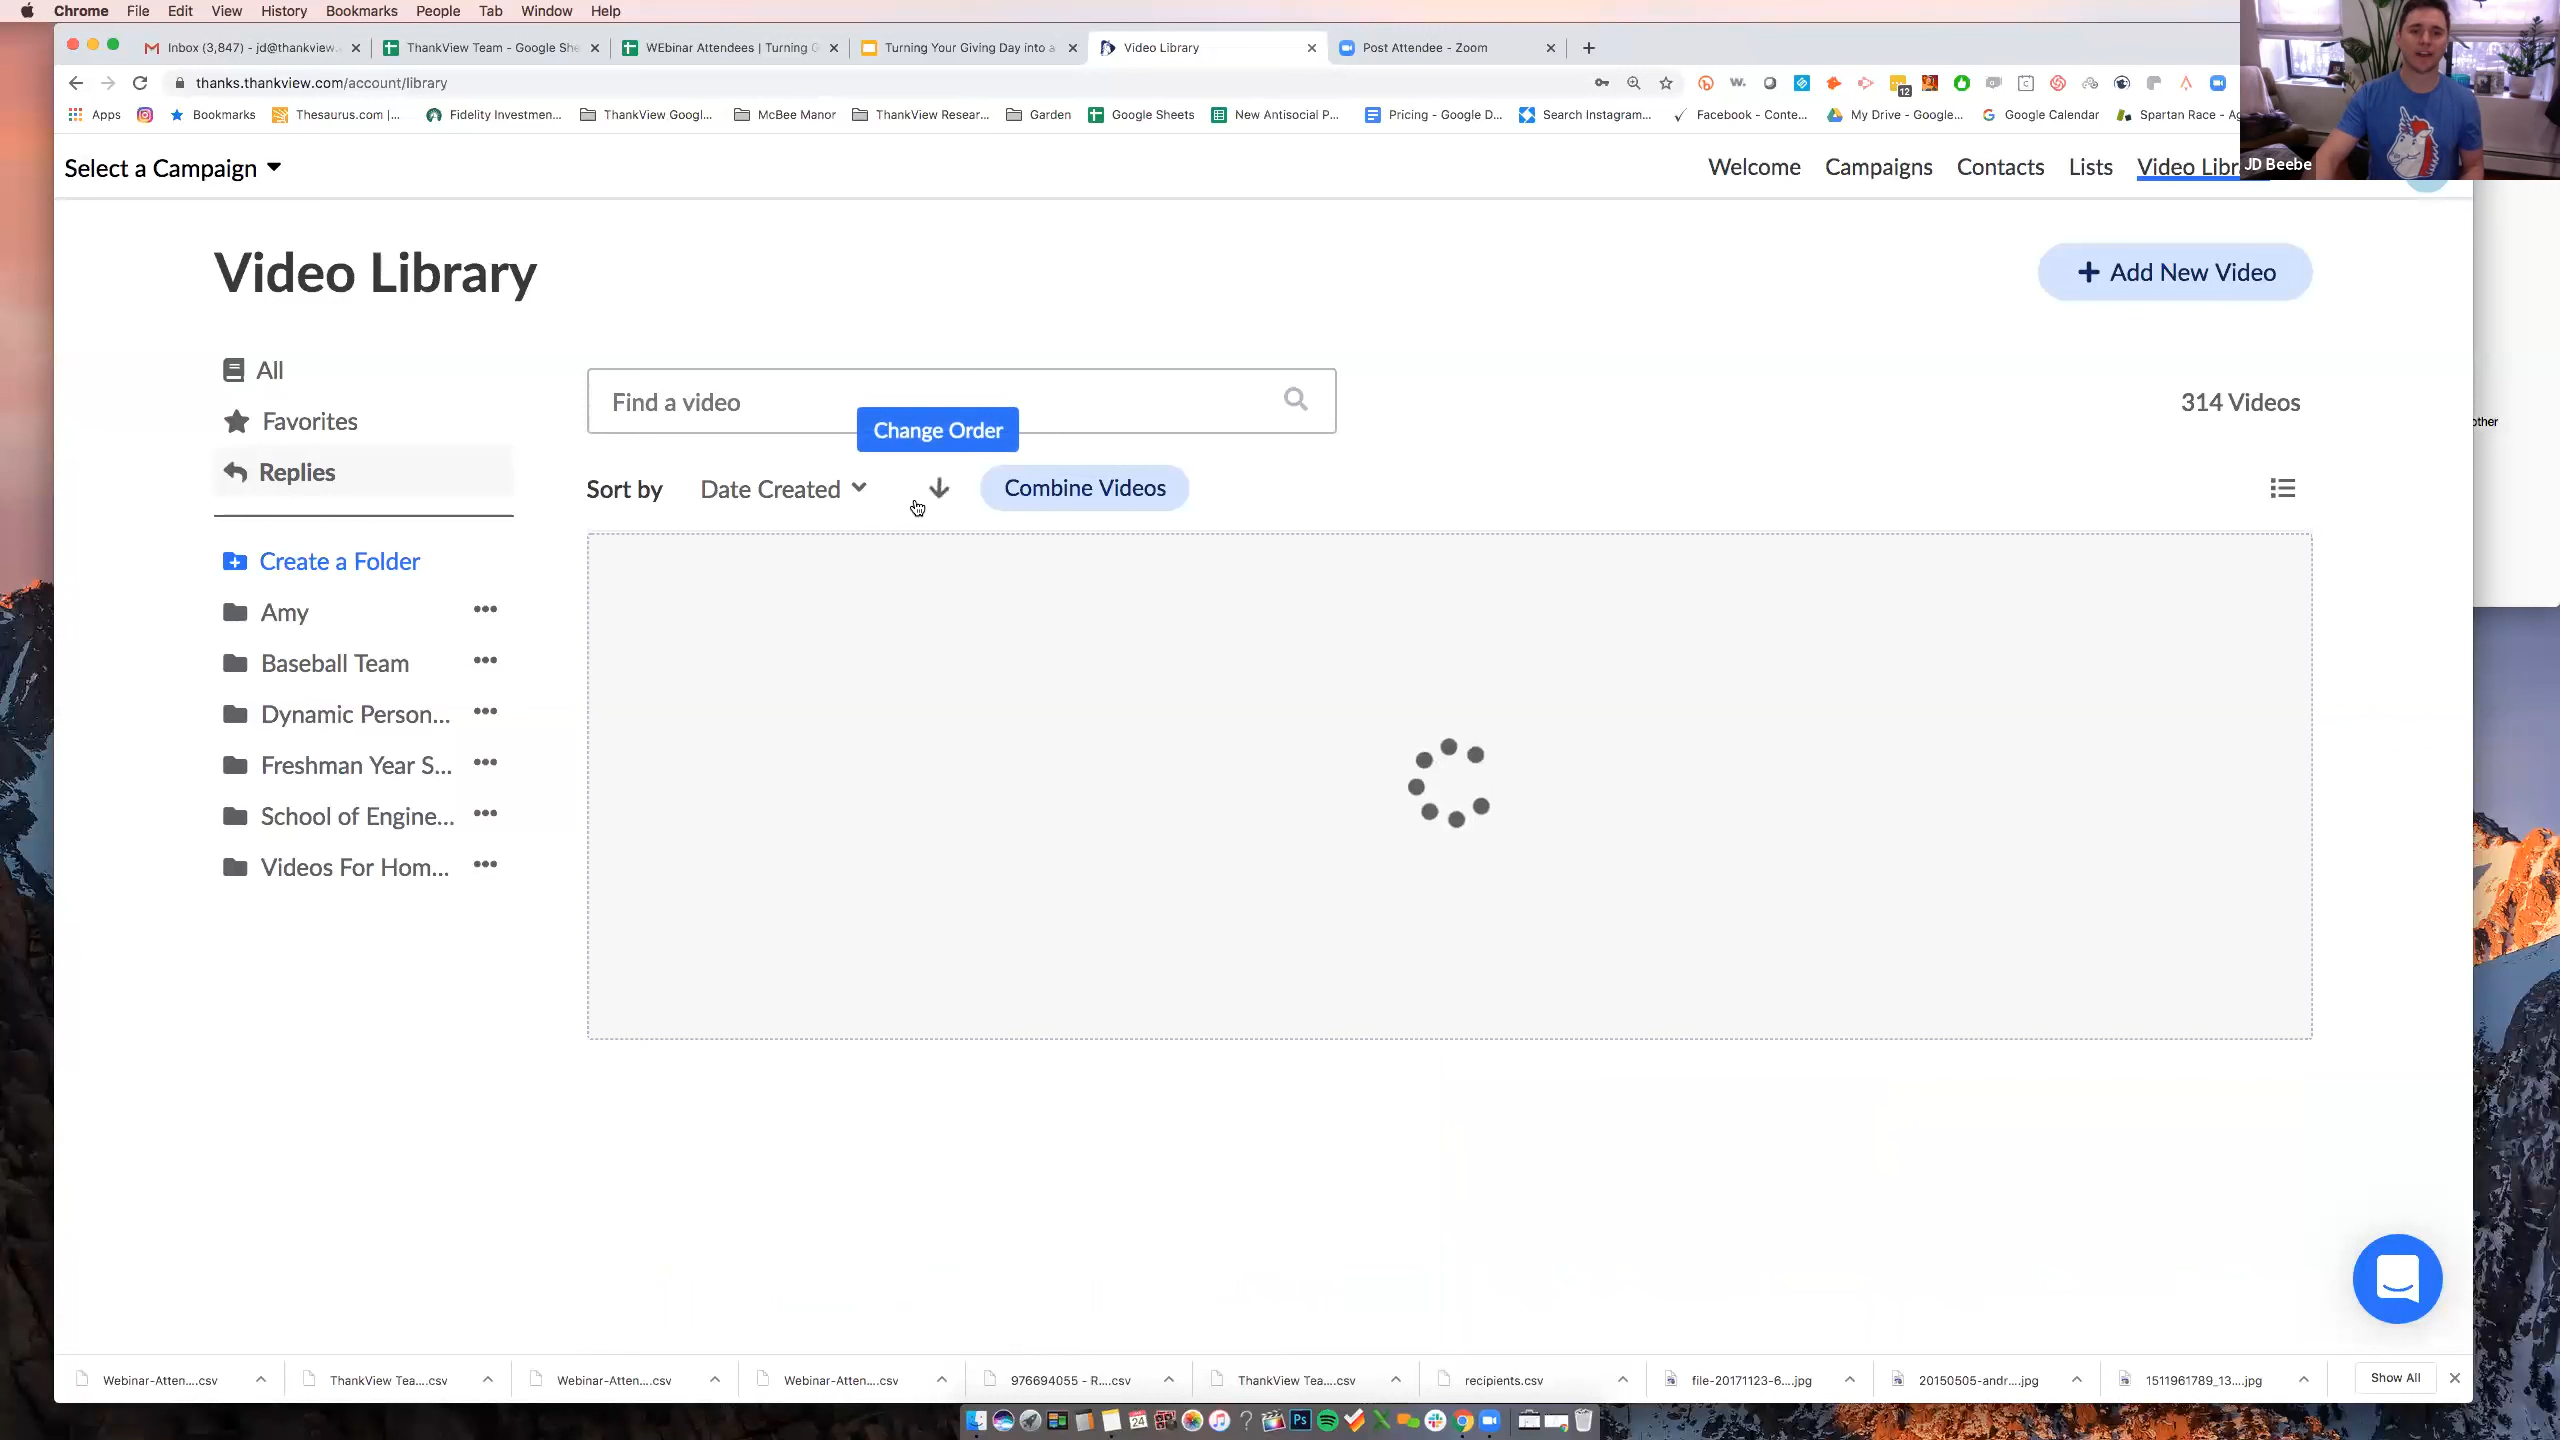 Chrome File Edit View History Bookmarks People Tab Window Help
Inbox (3,847) - jd@thankview. ThankView Team - Google She WEbinar Attendees | Turning G Turning Your Giving Day into a Video Library Post Attendee - Zoom
thanks.thankview.com/account/library 12
Apps Bookmarks Thesaurus.com |... Fidelity Investmen... ThankView Googl... McBee Manor ThankView Resear... Garden Google Sheets New Antisocial P... Pricing - Google D... Search Instagram... Facebook - Conte... My Drive - Google... Google Calendar Spartan Race - Ag
JD Beebe
Select a Campaign Welcome Campaigns Contacts Lists Video Libr
Video Library + Add New Video
All
Find a video 314 Videos
Favorites
other
Change Order
Replies
Sort by Date Created Combine Videos
Create a Folder
Amy
Baseball Team
Dynamic Person...
Freshman Year S...
School of Engine...
Videos For Hom...
Webinar-Atten....csv ThankView Tea....csv Webinar-Atten....csv Webinar-Atten....csv 976694055 - R....csv ThankView Tea....csv recipients.csv file-20171123-6....jpg 20150505-andr....jpg 1511961789_13....jpg Show All
24 Ps